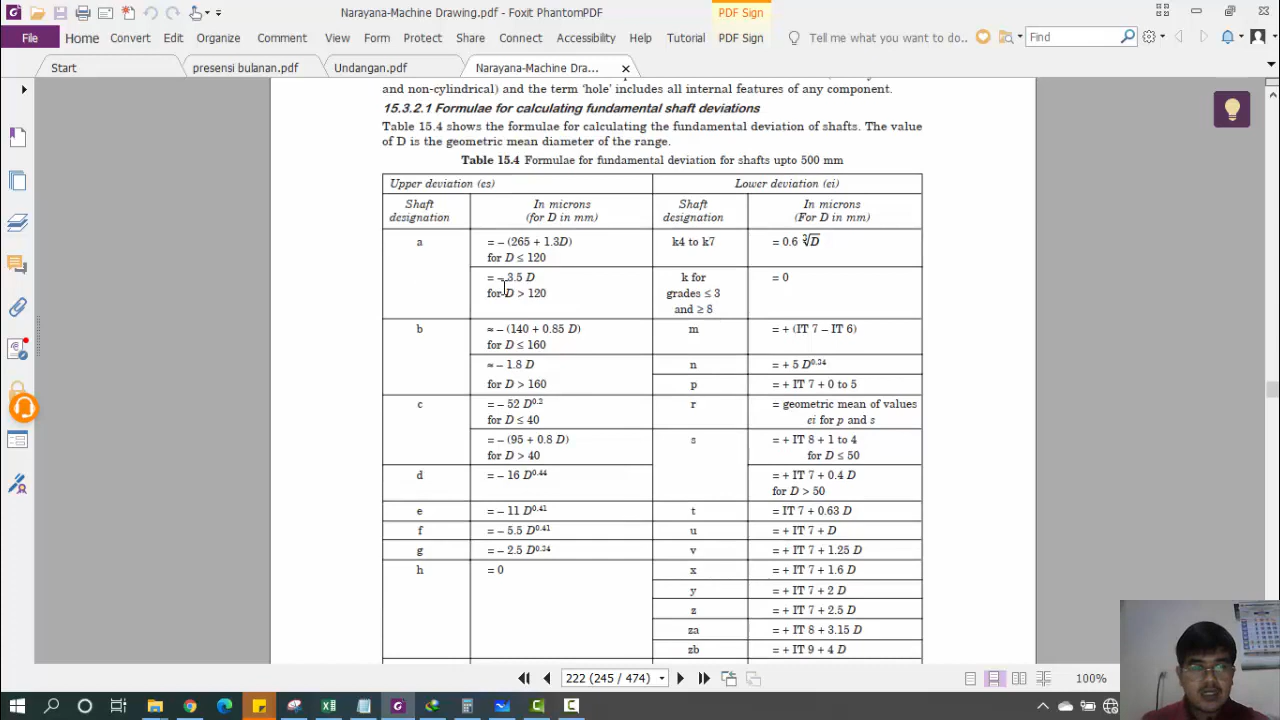 Narayana-Machine Drawing.pdf - Foxit PhantomPDF
PDF Sign
File Home Convert Edit Organize Comment View Form Protect Share Connect Accessibility Help Tutorial PDF Sign Tell me what you want to do.. Find
Start presensi bulanan.pdf Undangan.pdf Narayana-Machine Dra...
and non-cylindrical) and the term 'hole' includes all internal features of any component.
15.3.2.1 Formulae for calculating fundamental shaft deviations
Table 15.4 shows the formulae for calculating the fundamental deviation of shafts. The value
of D is the geometric mean diameter of the range.
Table 15.4 Formulae for fundamental deviation for shafts upto 500 mm
Upper deviation (es) Lower deviation (ei)
Shaft In microns Shaft In microns
designation (for D in mm) designation (For D in mm)
a = – (265 + 1.3D) k4 to k7 = 0.6 ∛D
for D ≤ 120
= – 3.5 D k for = 0
for D > 120 grades ≤ 3
and ≥ 8
b ≈ – (140 + 0.85 D) m = + (IT 7 – IT 6)
for D ≤ 160
≈ – 1.8 D n = + 5 D⁰·³⁴
for D > 160 p = + IT 7 + 0 to 5
c = – 52 D⁰·² r = geometric mean of values
for D ≤ 40 ei for p and s
= – (95 + 0.8 D) s = + IT 8 + 1 to 4
for D > 40 for D ≤ 50
d = – 16 D⁰·⁴⁴ = + IT 7 + 0.4 D
for D > 50
e = – 11 D⁰·⁴¹ t = IT 7 + 0.63 D
f = – 5.5 D⁰·⁴¹ u = + IT 7 + D
g = – 2.5 D⁰·³⁴ v = + IT 7 + 1.25 D
h = 0 x = + IT 7 + 1.6 D
y = + IT 7 + 2 D
z = + IT 7 + 2.5 D
za = + IT 8 + 3.15 D
zb = + IT 9 + 4 D
222 (245 / 474) 100%